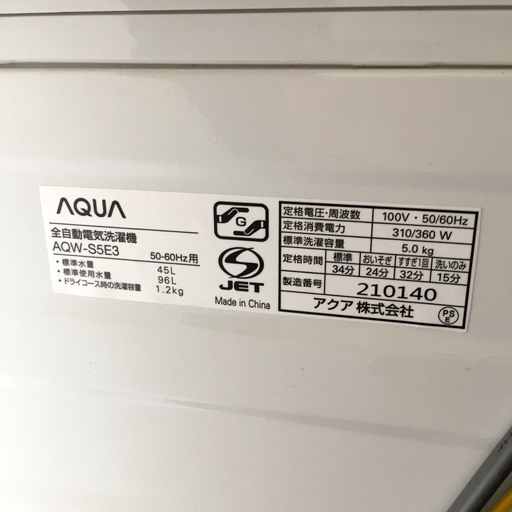 AQUA
全自動電気洗濯機
AQW-S5E3 50-60Hz用
・標準水量 45L
・標準使用水量 96L
・ドライコース時の洗濯容量 1.2kg
G
S
JET
Made in China
定格電圧・周波数 100V・50/60Hz
定格消費電力 310/360 W
標準洗濯容量 5.0 kg
定格時間 標準 おいそぎ すすぎ1回 洗いのみ
34分 24分 32分 15分
製造番号 210140
アクア 株式会社
PS
E